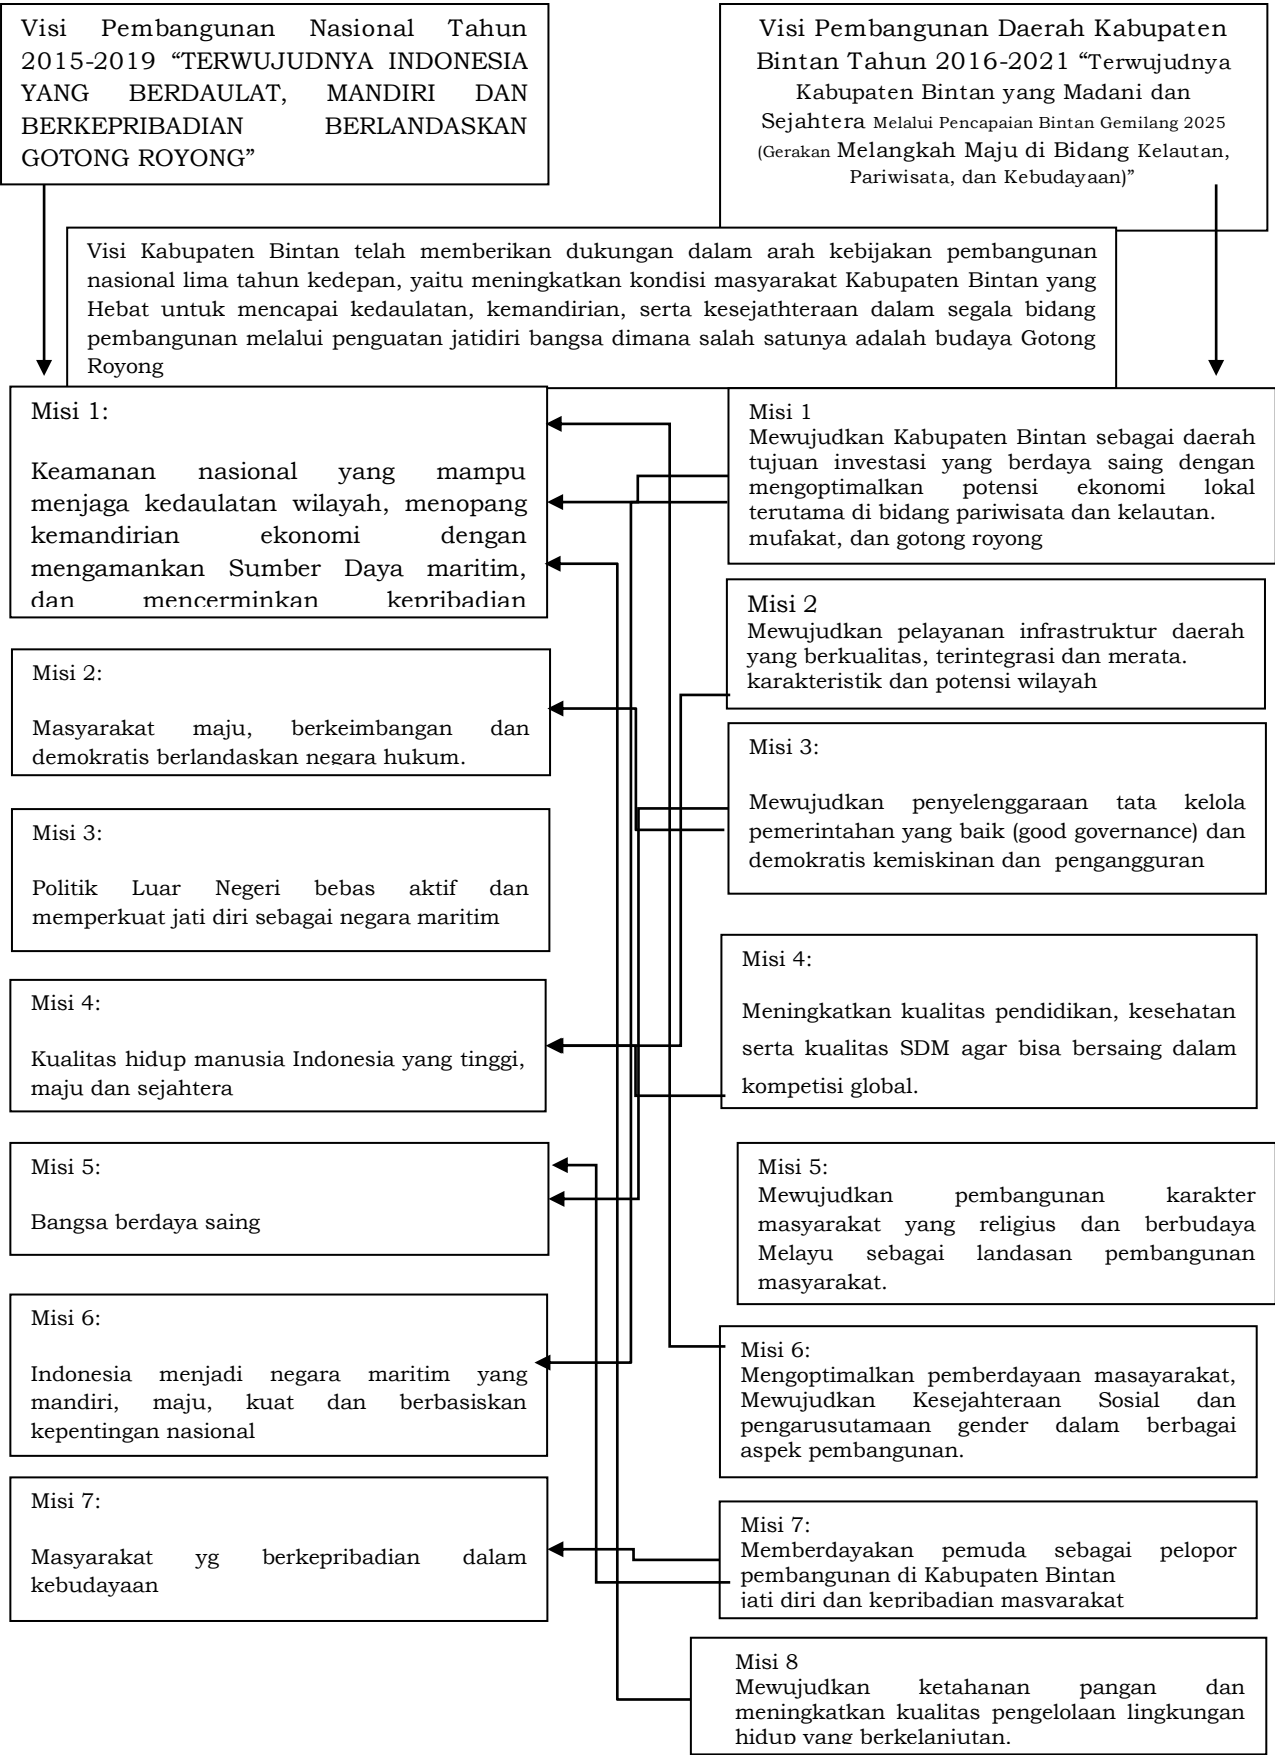 Visi Pembangunan Nasional Tahun
2015-2019 “TERWUJUDNYA INDONESIA
YANG BERDAULAT, MANDIRI DAN
BERKEPRIBADIAN BERLANDASKAN
GOTONG ROYONG”
Visi Pembangunan Daerah Kabupaten
Bintan Tahun 2016-2021 “Terwujudnya
Kabupaten Bintan yang Madani dan
Sejahtera Melalui Pencapaian Bintan Gemilang 2025
(Gerakan Melangkah Maju di Bidang Kelautan,
Pariwisata, dan Kebudayaan)”
Visi Kabupaten Bintan telah memberikan dukungan dalam arah kebijakan pembangunan
nasional lima tahun kedepan, yaitu meningkatkan kondisi masyarakat Kabupaten Bintan yang
Hebat untuk mencapai kedaulatan, kemandirian, serta kesejathteraan dalam segala bidang
pembangunan melalui penguatan jatidiri bangsa dimana salah satunya adalah budaya Gotong
Royong
Misi 1:
Keamanan nasional yang mampu
menjaga kedaulatan wilayah, menopang
kemandirian ekonomi dengan
mengamankan Sumber Daya maritim,
dan mencerminkan kepribadian
Misi 2:
Masyarakat maju, berkeimbangan dan
demokratis berlandaskan negara hukum.
Misi 3:
Politik Luar Negeri bebas aktif dan
memperkuat jati diri sebagai negara maritim
Misi 4:
Kualitas hidup manusia Indonesia yang tinggi,
maju dan sejahtera
Misi 5:
Bangsa berdaya saing
Misi 6:
Indonesia menjadi negara maritim yang
mandiri, maju, kuat dan berbasiskan
kepentingan nasional
Misi 7:
Masyarakat yg berkepribadian dalam
kebudayaan
Misi 1
Mewujudkan Kabupaten Bintan sebagai daerah
tujuan investasi yang berdaya saing dengan
mengoptimalkan potensi ekonomi lokal
terutama di bidang pariwisata dan kelautan.
mufakat, dan gotong royong
Misi 2
Mewujudkan pelayanan infrastruktur daerah
yang berkualitas, terintegrasi dan merata.
karakteristik dan potensi wilayah
Misi 3:
Mewujudkan penyelenggaraan tata kelola
pemerintahan yang baik (good governance) dan
demokratis kemiskinan dan pengangguran
Misi 4:
Meningkatkan kualitas pendidikan, kesehatan
serta kualitas SDM agar bisa bersaing dalam
kompetisi global.
Misi 5:
Mewujudkan pembangunan karakter
masyarakat yang religius dan berbudaya
Melayu sebagai landasan pembangunan
masyarakat.
Misi 6:
Mengoptimalkan pemberdayaan masayarakat,
Mewujudkan Kesejahteraan Sosial dan
pengarusutamaan gender dalam berbagai
aspek pembangunan.
Misi 7:
Memberdayakan pemuda sebagai pelopor
pembangunan di Kabupaten Bintan
jati diri dan kepribadian masyarakat
Misi 8
Mewujudkan ketahanan pangan dan
meningkatkan kualitas pengelolaan lingkungan
hidup yang berkelanjutan.